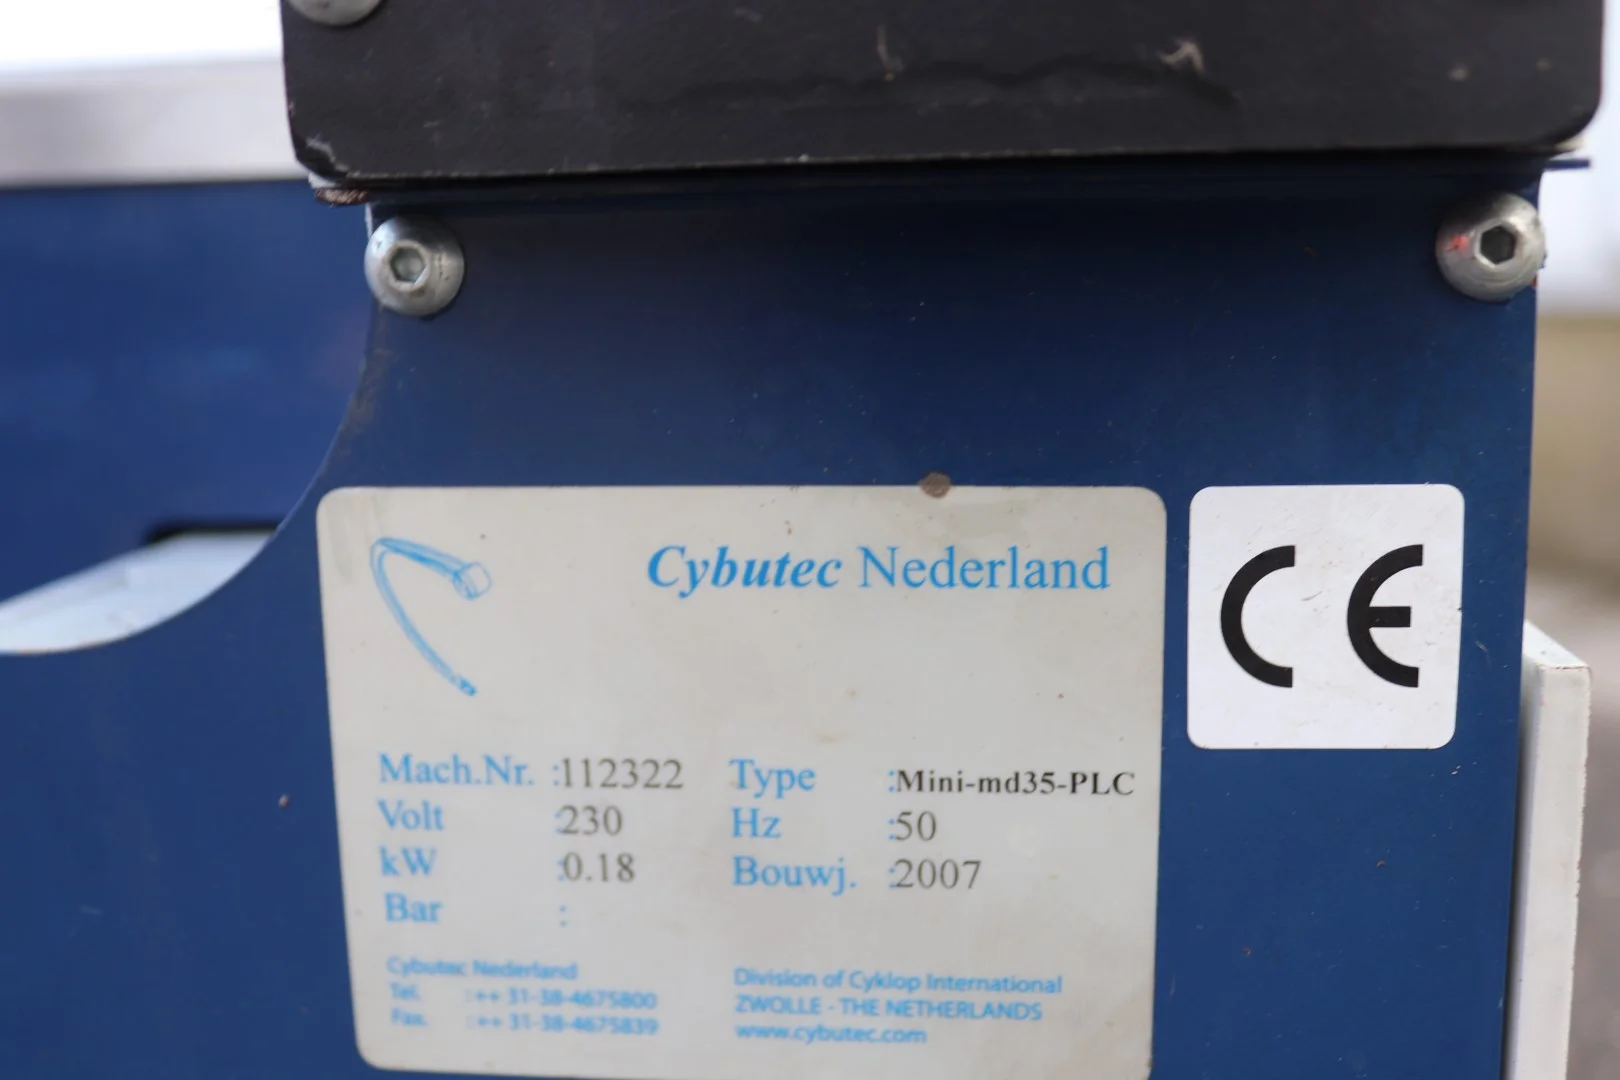 Cybutec Nederland
CE
Mach.Nr. :112322 Type :Mini-md35-PLC
Volt :230 Hz :50
kW :0.18 Bouwj. :2007
Bar :
Cybutec Nederland
Tel. :++ 31-38-4675800
Fax. :++ 31-38-4675839
Division of Cyklop International
ZWOLLE - THE NETHERLANDS
www.cybutec.com